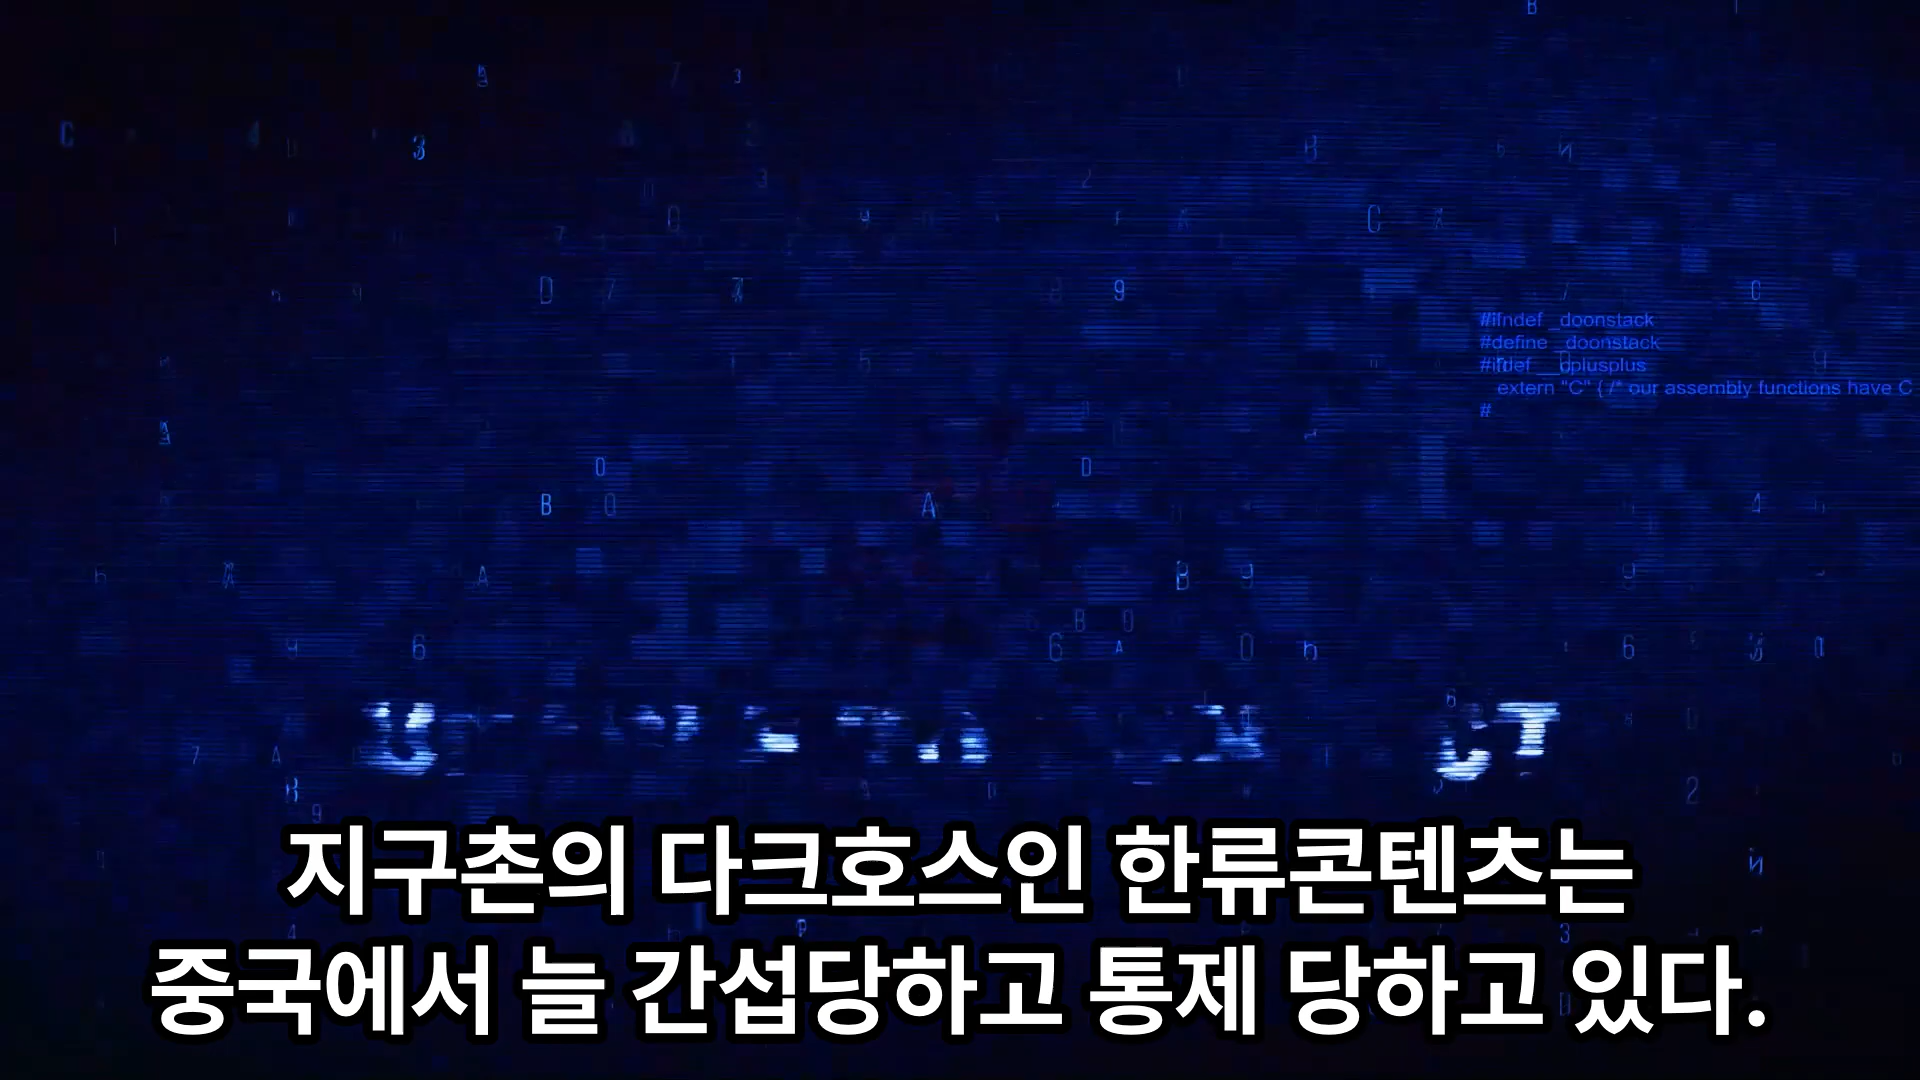 #ifndef _doonstack
#define _doonstack
#ifdef __cplusplus
extern "C" { /* our assembly functions have C
#
지구촌의 다크호스인 한류콘텐츠는
중국에서 늘 간섭당하고 통제 당하고 있다.